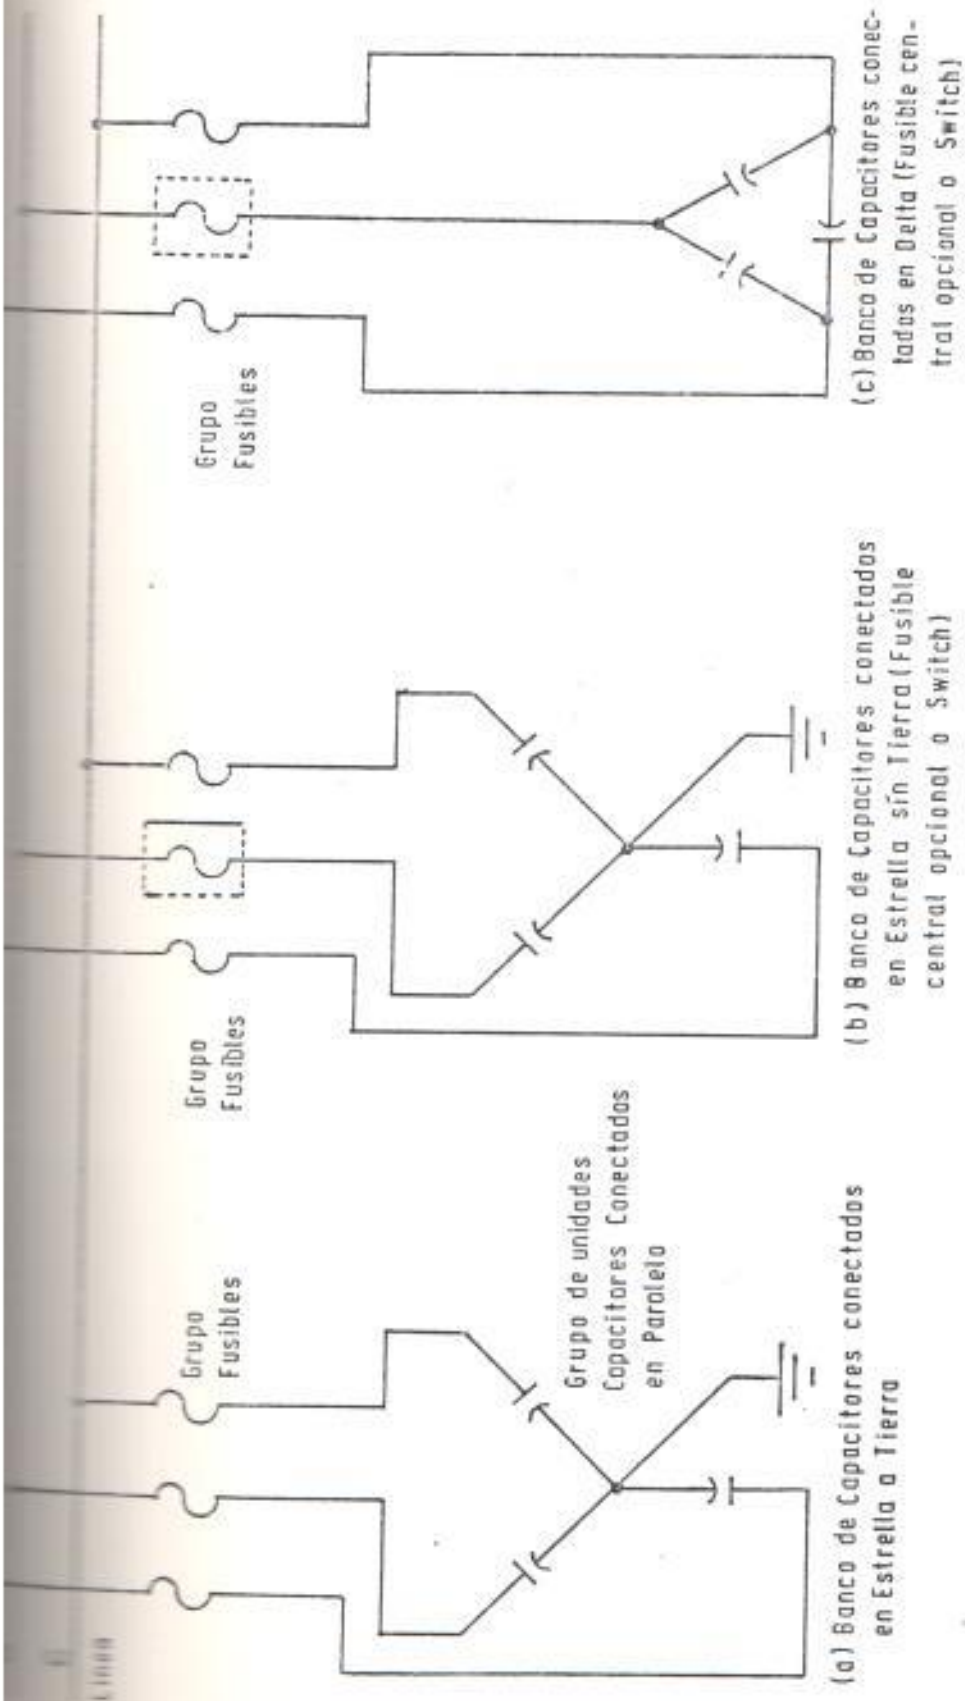 Grupo
Fusibles
Grupo de unidades
Capacitores Conectados
en Paralelo
(a) Banco de Capacitores conectados
en Estrella a Tierra
Grupo
Fusibles
(b) Banco de Capacitores conectados
en Estrella sín Tierra (Fusible
central opcional o Switch)
Grupo
Fusibles
(c) Banco de Capacitores conec-
tados en Delta (Fusible cen-
tral opcional o Switch)